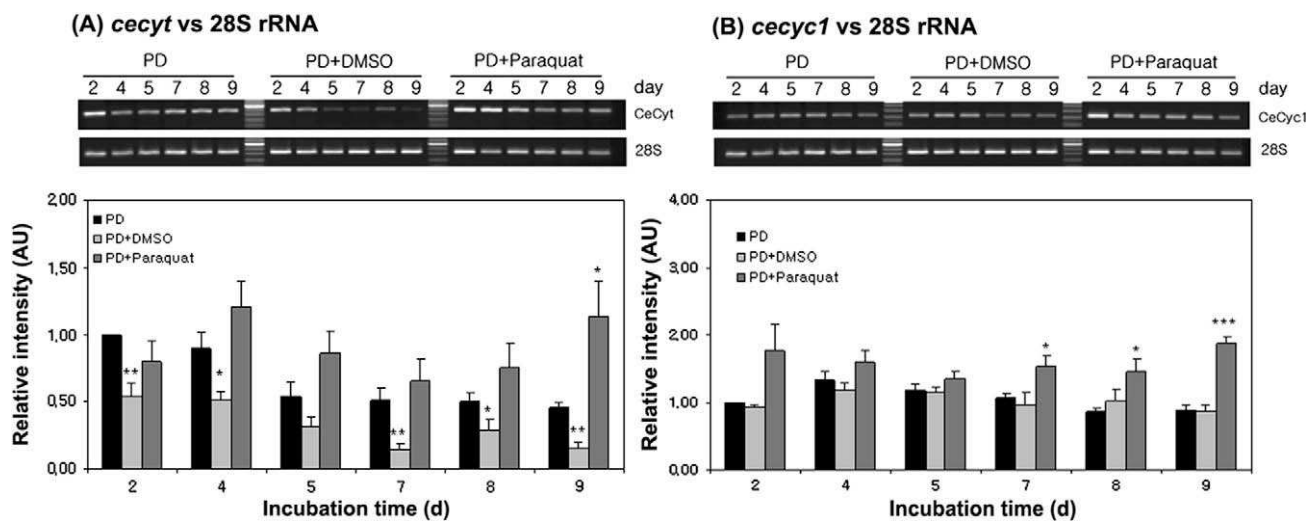 (A) cecyt vs 28S rRNA
PD PD+DMSO PD+Paraquat
2 4 5 7 8 9 2 4 5 7 8 9 2 4 5 7 8 9 day
CeCyt
28S
2,00
1,50
1,00
0,50
0,00
Relative intensity (AU)
PD
PD+DMSO
PD+Paraquat
** * ** * ** *
2 4 5 7 8 9
Incubation time (d)
(B) cecyc1 vs 28S rRNA
PD PD+DMSO PD+Paraquat
2 4 5 7 8 9 2 4 5 7 8 9 2 4 5 7 8 9 day
CeCyc1
28S
4,00
3,00
2,00
1,00
0,00
Relative intensity (AU)
PD
PD+DMSO
PD+Paraquat
* * ***
2 4 5 7 8 9
Incubation time (d)